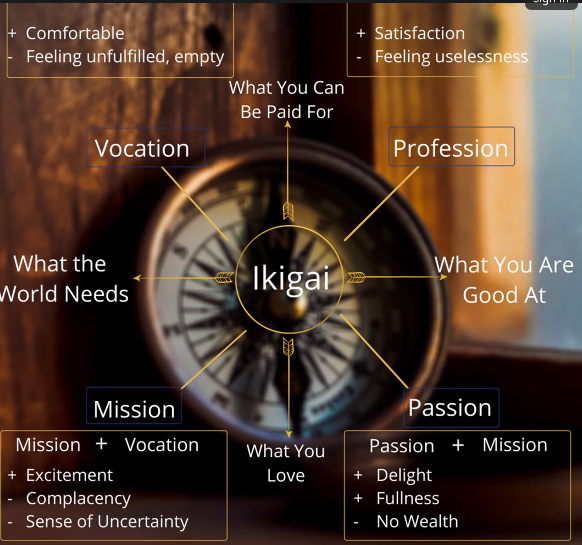 Sign in
+ Comfortable
- Feeling unfulfilled, empty
+ Satisfaction
- Feeling uselessness
What You Can
Be Paid For
Vocation
Profession
What the
World Needs
Ikigai
What You Are
Good At
Mission
Passion
What You
Love
Mission + Vocation
+ Excitement
- Complacency
- Sense of Uncertainty
Passion + Mission
+ Delight
+ Fullness
- No Wealth